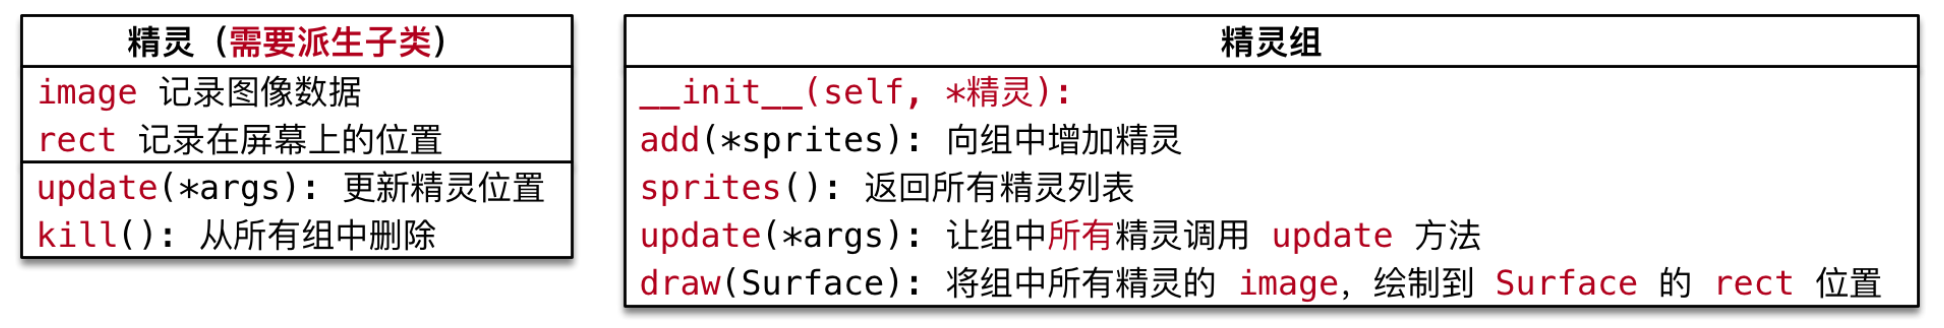 精灵（需要派生子类）
image 记录图像数据
rect 记录在屏幕上的位置
update(*args): 更新精灵位置
kill(): 从所有组中删除
精灵组
__init__(self, *精灵):
add(*sprites): 向组中增加精灵
sprites(): 返回所有精灵列表
update(*args): 让组中所有精灵调用 update 方法
draw(Surface): 将组中所有精灵的 image，绘制到 Surface 的 rect 位置